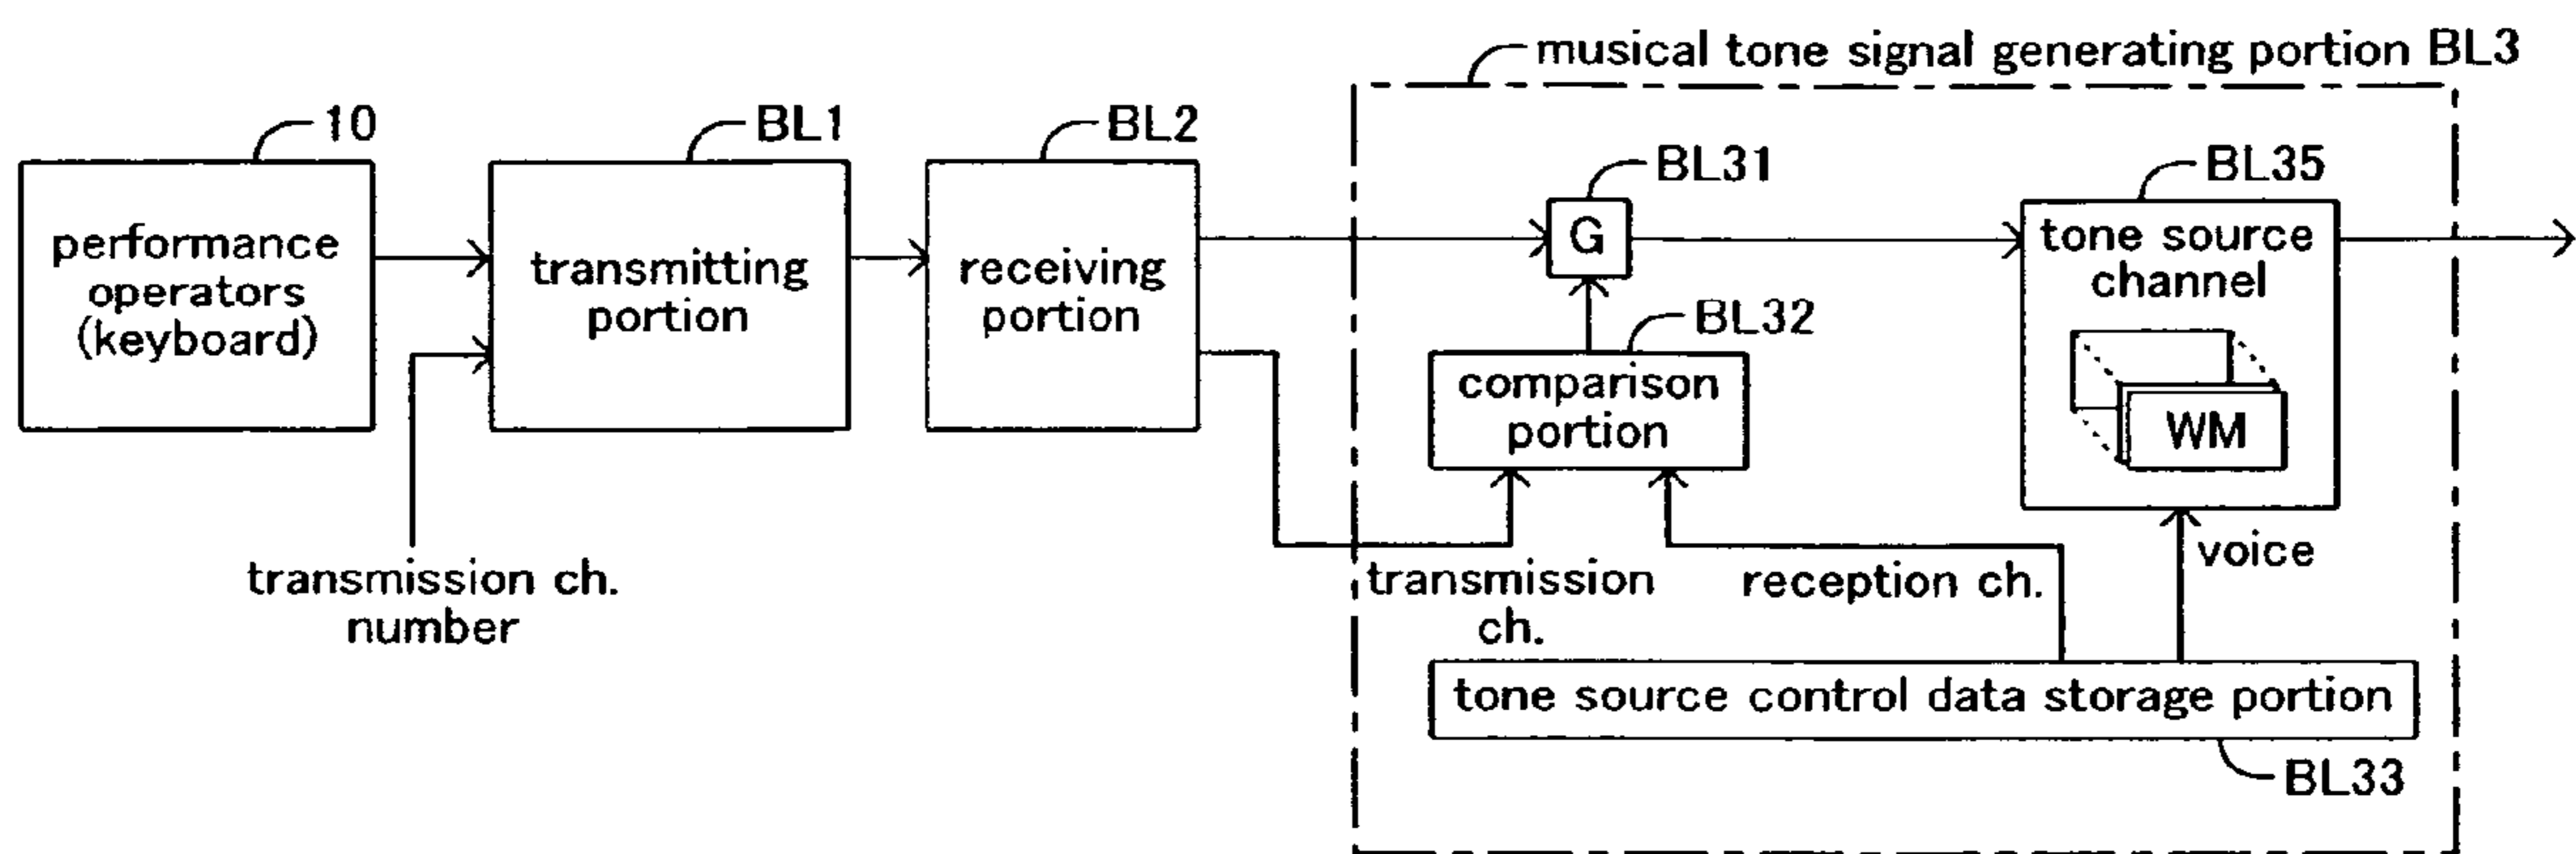 musical tone signal generating portion BL3
10
BL1
BL2
BL31
BL35
performance
operators
(keyboard)
transmitting
portion
receiving
portion
G
tone source
channel
WM
BL32
comparison
portion
transmission ch.
number
transmission
ch.
reception ch.
voice
tone source control data storage portion
BL33